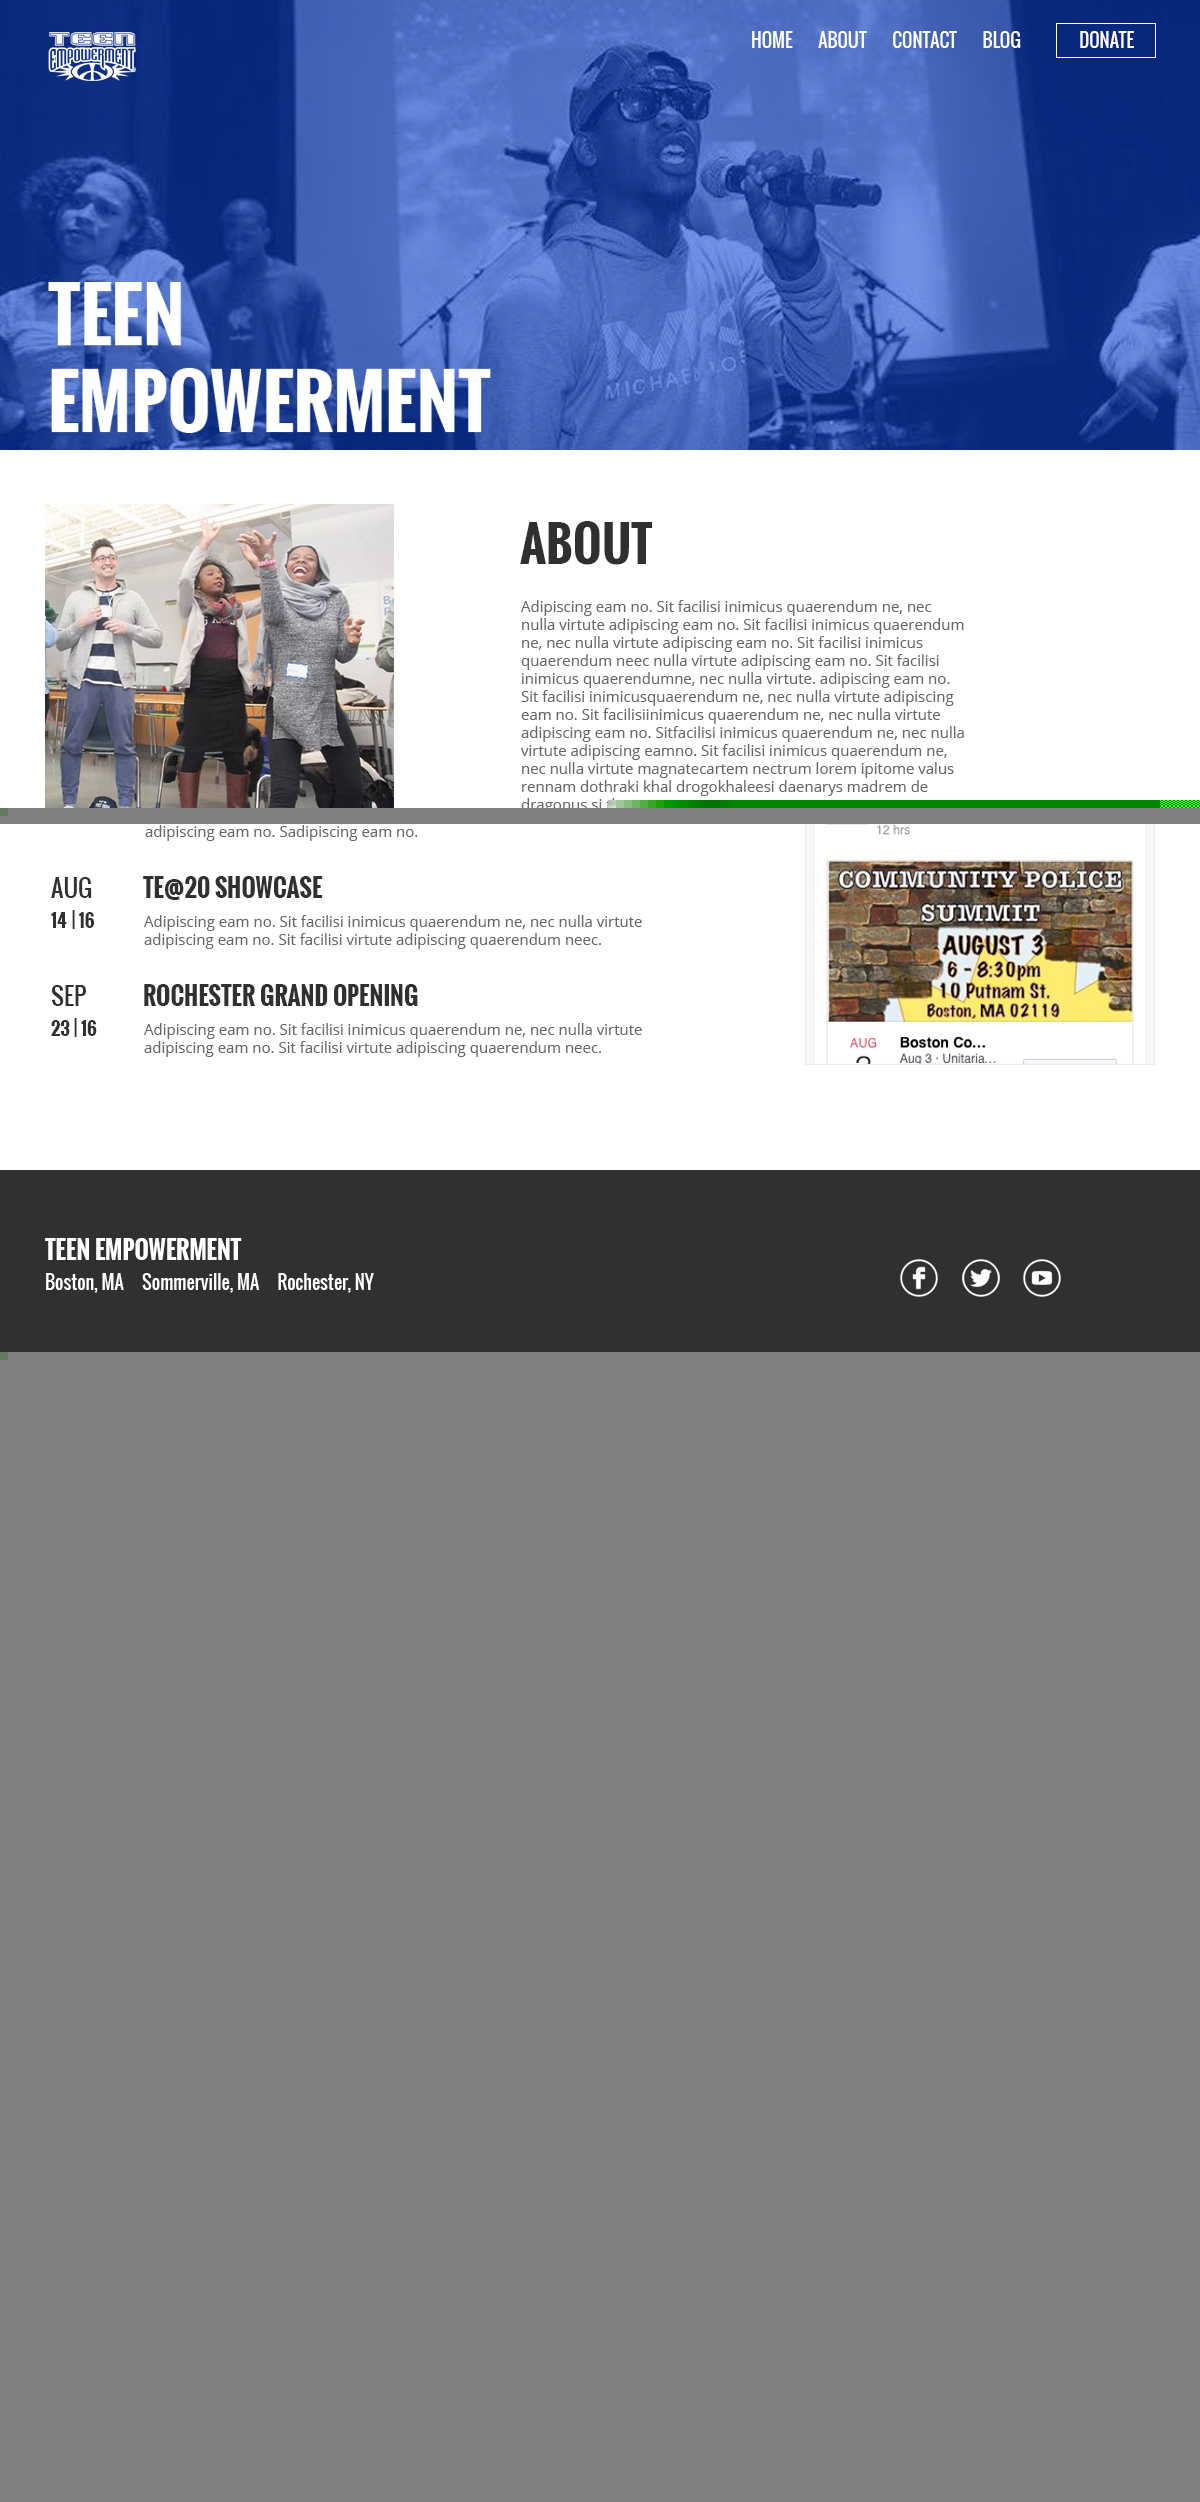 TEEN
EMPOWERMENT
HOME ABOUT CONTACT BLOG DONATE
TEEN
EMPOWERMENT
MK
MICHAEL KOS
ABOUT
Adipiscing eam no. Sit facilisi inimicus quaerendum ne, nec
nulla virtute adipiscing eam no. Sit facilisi inimicus quaerendum
ne, nec nulla virtute adipiscing eam no. Sit facilisi inimicus
quaerendum neec nulla virtute adipiscing eam no. Sit facilisi
inimicus quaerendumne, nec nulla virtute. adipiscing eam no.
Sit facilisi inimicusquaerendum ne, nec nulla virtute adipiscing
eam no. Sit facilisiinimicus quaerendum ne, nec nulla virtute
adipiscing eam no. Sitfacilisi inimicus quaerendum ne, nec nulla
virtute adipiscing eamno. Sit facilisi inimicus quaerendum ne,
nec nulla virtute magnatecartem nectrum lorem ipitome valus
rennam dothraki khal drogokhaleesi daenarys madrem de
dragonus si
adipiscing eam no. Sadipiscing eam no.
AUG
14 | 16
TE@20 SHOWCASE
Adipiscing eam no. Sit facilisi inimicus quaerendum ne, nec nulla virtute
adipiscing eam no. Sit facilisi virtute adipiscing quaerendum neec.
SEP
23 | 16
ROCHESTER GRAND OPENING
Adipiscing eam no. Sit facilisi inimicus quaerendum ne, nec nulla virtute
adipiscing eam no. Sit facilisi virtute adipiscing quaerendum neec.
12 hrs
COMMUNITY POLICE
SUMMIT
AUGUST 3
6 - 8:30pm
10 Putnam St.
Boston, MA 02119
AUG
Boston Co...
Aug 3 · Unitaria...
TEEN EMPOWERMENT
Boston, MA Sommerville, MA Rochester, NY